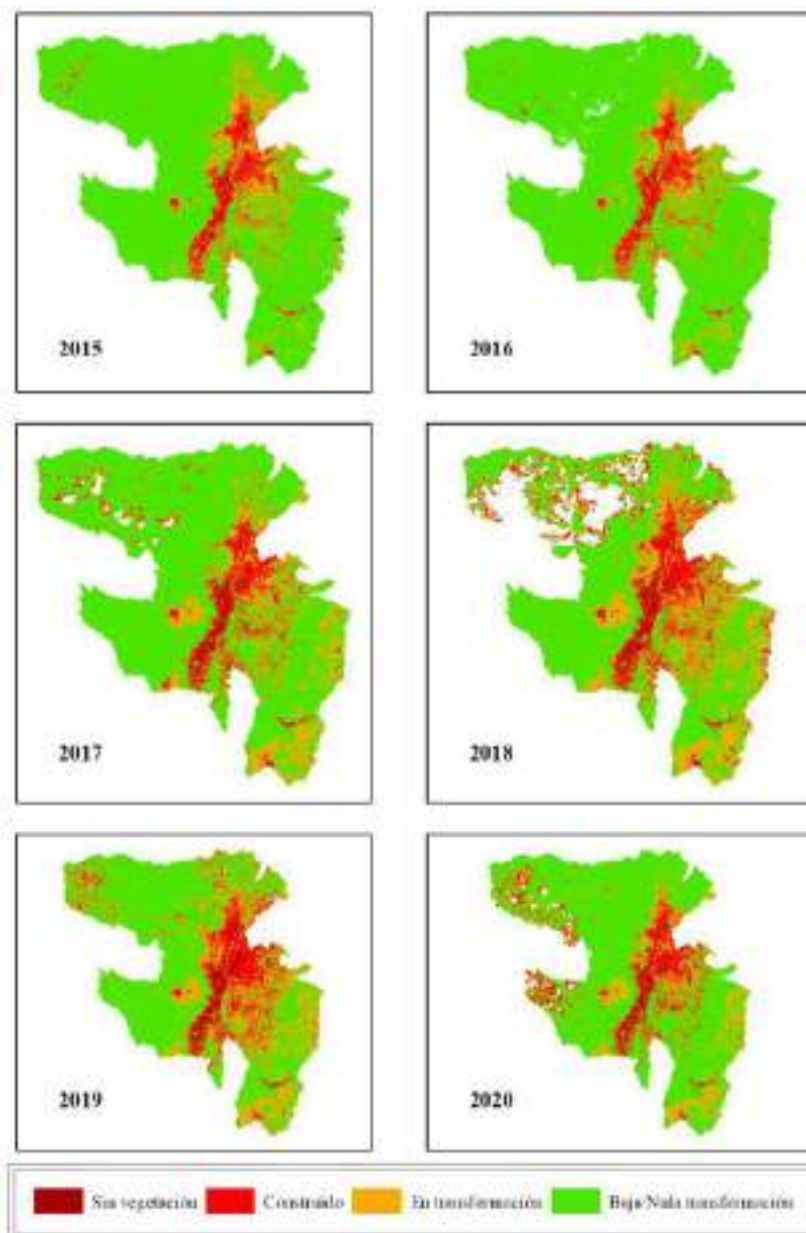 2015
2016
2017
2018
2019
2020
Sin vegetación
Construido
En transformación
Baja/Nula transformación